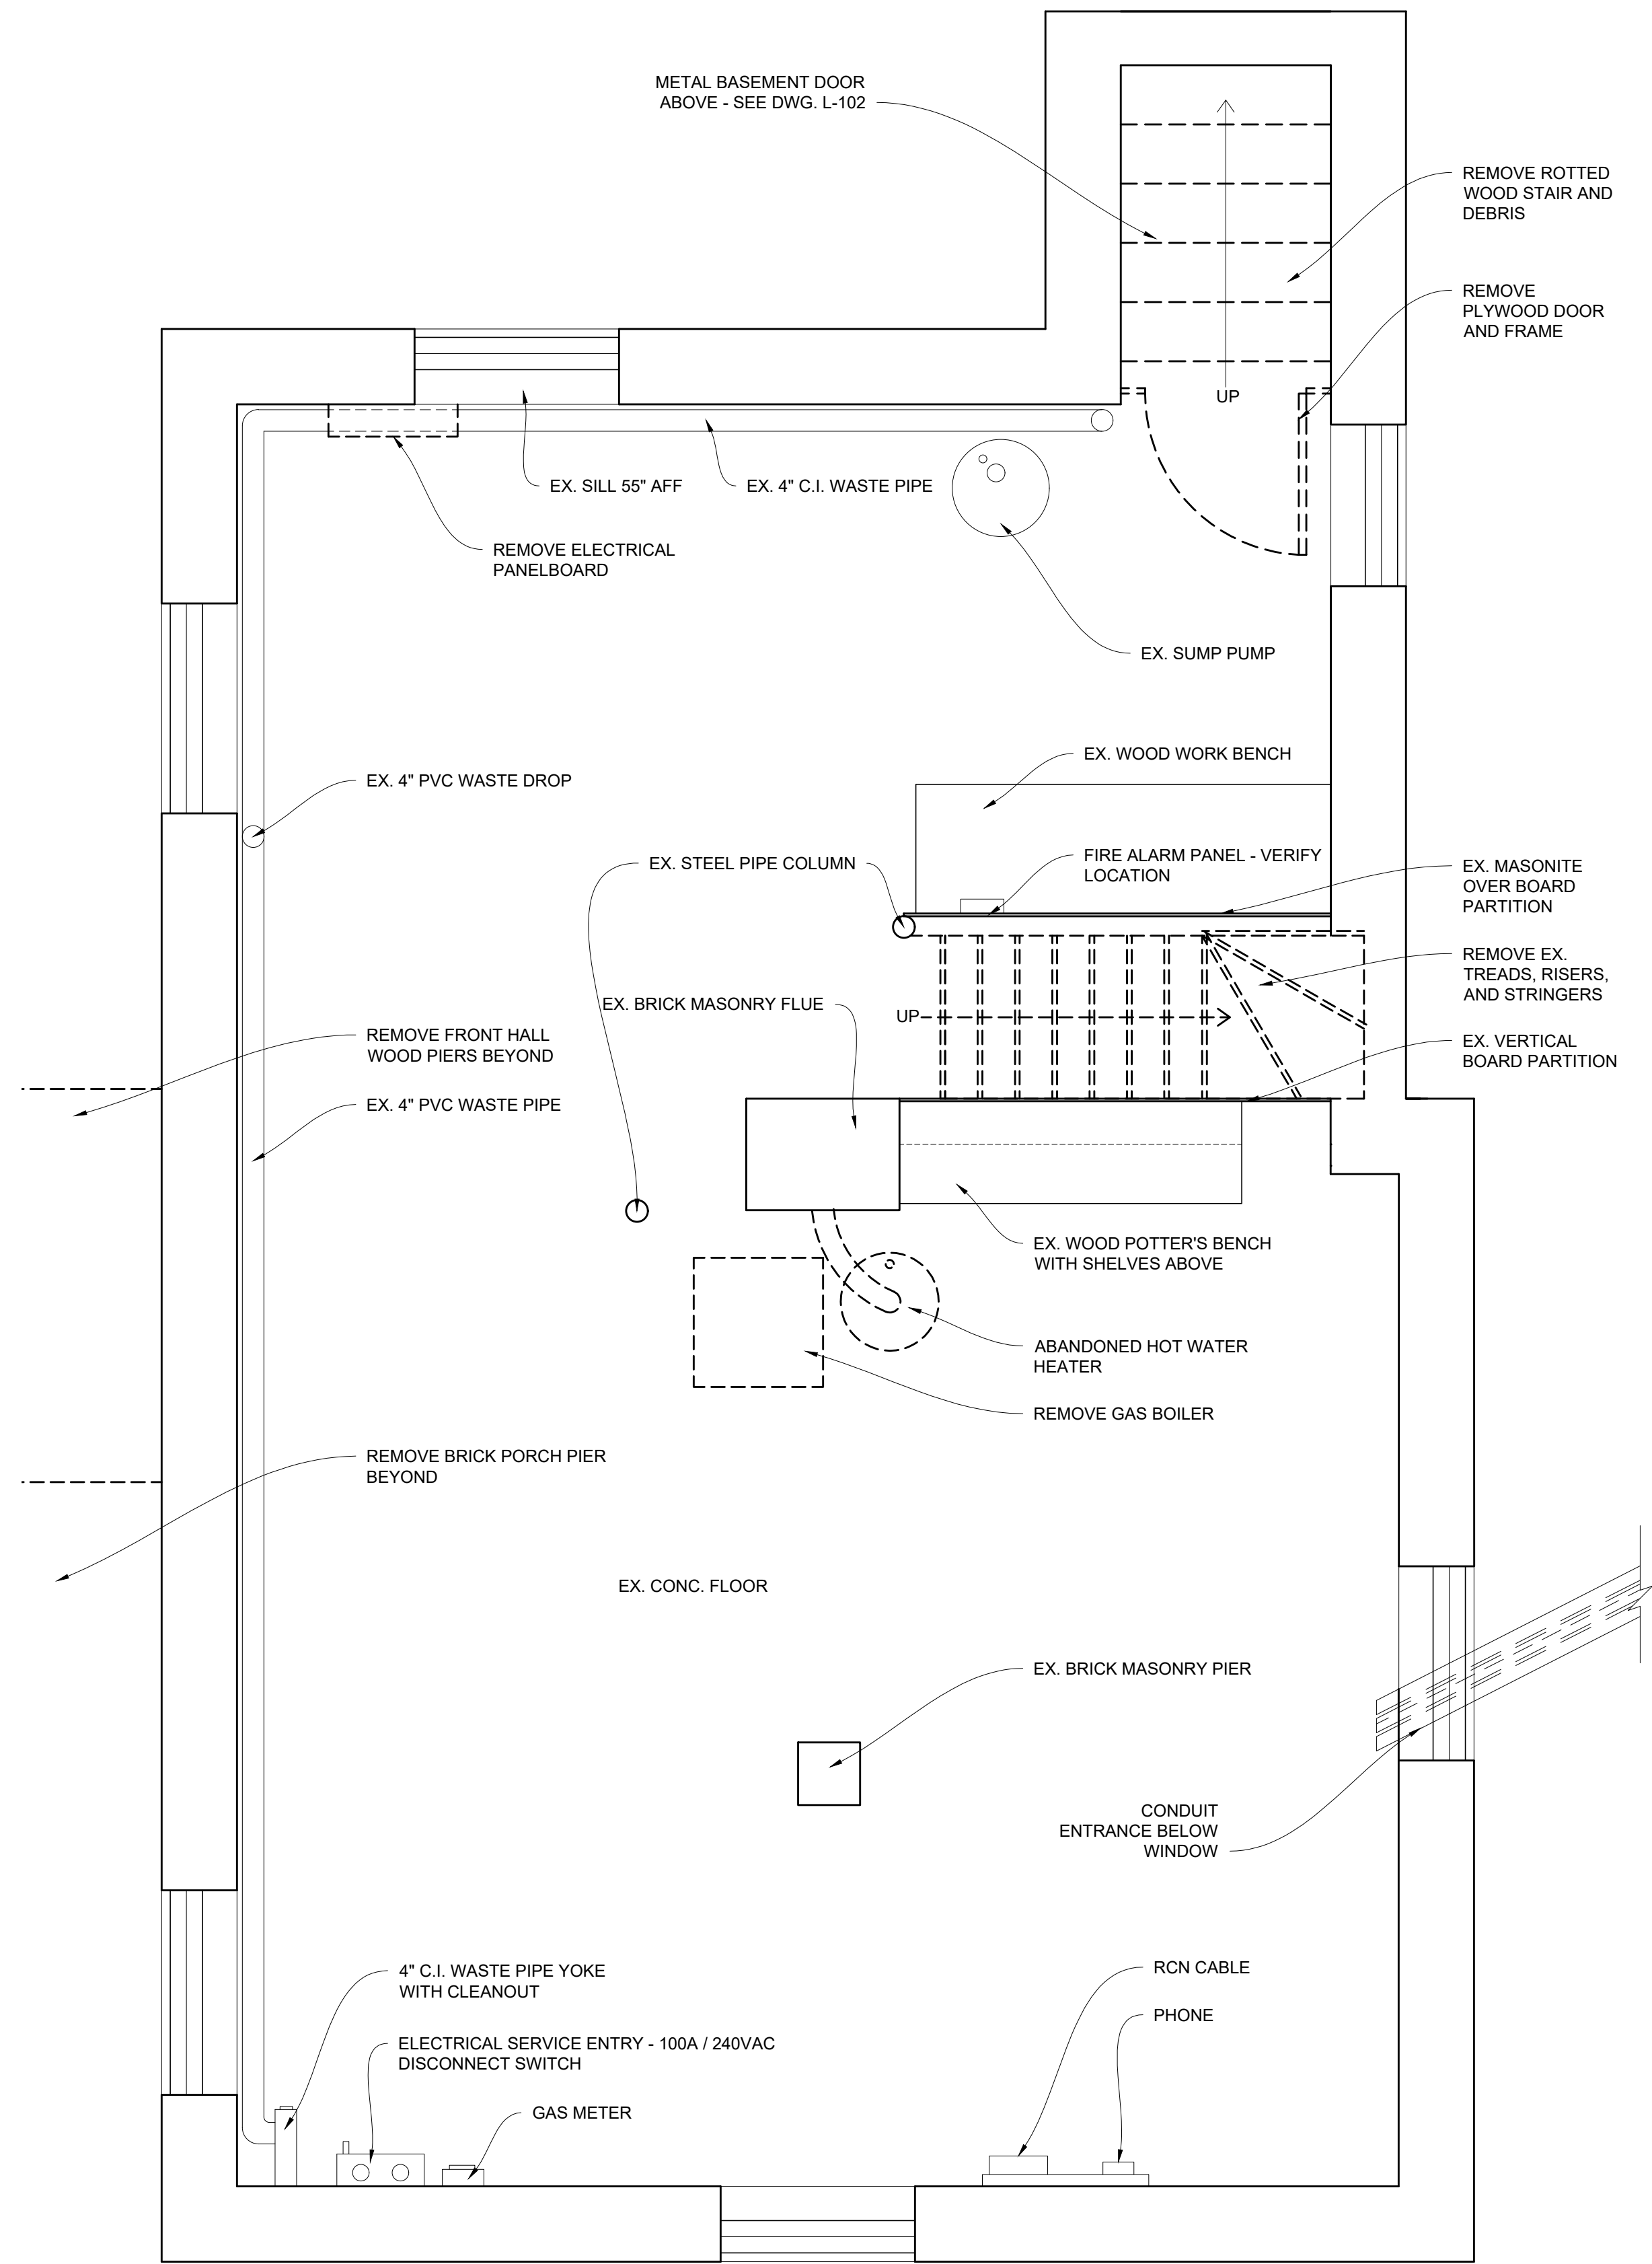 METAL BASEMENT DOOR
ABOVE - SEE DWG. L-102
REMOVE ROTTED
WOOD STAIR AND
DEBRIS
REMOVE
PLYWOOD DOOR
AND FRAME
UP
EX. SILL 55" AFF
EX. 4" C.I. WASTE PIPE
REMOVE ELECTRICAL
PANELBOARD
EX. SUMP PUMP
EX. WOOD WORK BENCH
EX. 4" PVC WASTE DROP
EX. STEEL PIPE COLUMN
FIRE ALARM PANEL - VERIFY
LOCATION
EX. MASONITE
OVER BOARD
PARTITION
REMOVE EX.
TREADS, RISERS,
AND STRINGERS
EX. BRICK MASONRY FLUE
UP
REMOVE FRONT HALL
WOOD PIERS BEYOND
EX. VERTICAL
BOARD PARTITION
EX. 4" PVC WASTE PIPE
EX. WOOD POTTER'S BENCH
WITH SHELVES ABOVE
ABANDONED HOT WATER
HEATER
REMOVE GAS BOILER
REMOVE BRICK PORCH PIER
BEYOND
EX. CONC. FLOOR
EX. BRICK MASONRY PIER
CONDUIT
ENTRANCE BELOW
WINDOW
4" C.I. WASTE PIPE YOKE
WITH CLEANOUT
RCN CABLE
PHONE
ELECTRICAL SERVICE ENTRY - 100A / 240VAC
DISCONNECT SWITCH
GAS METER